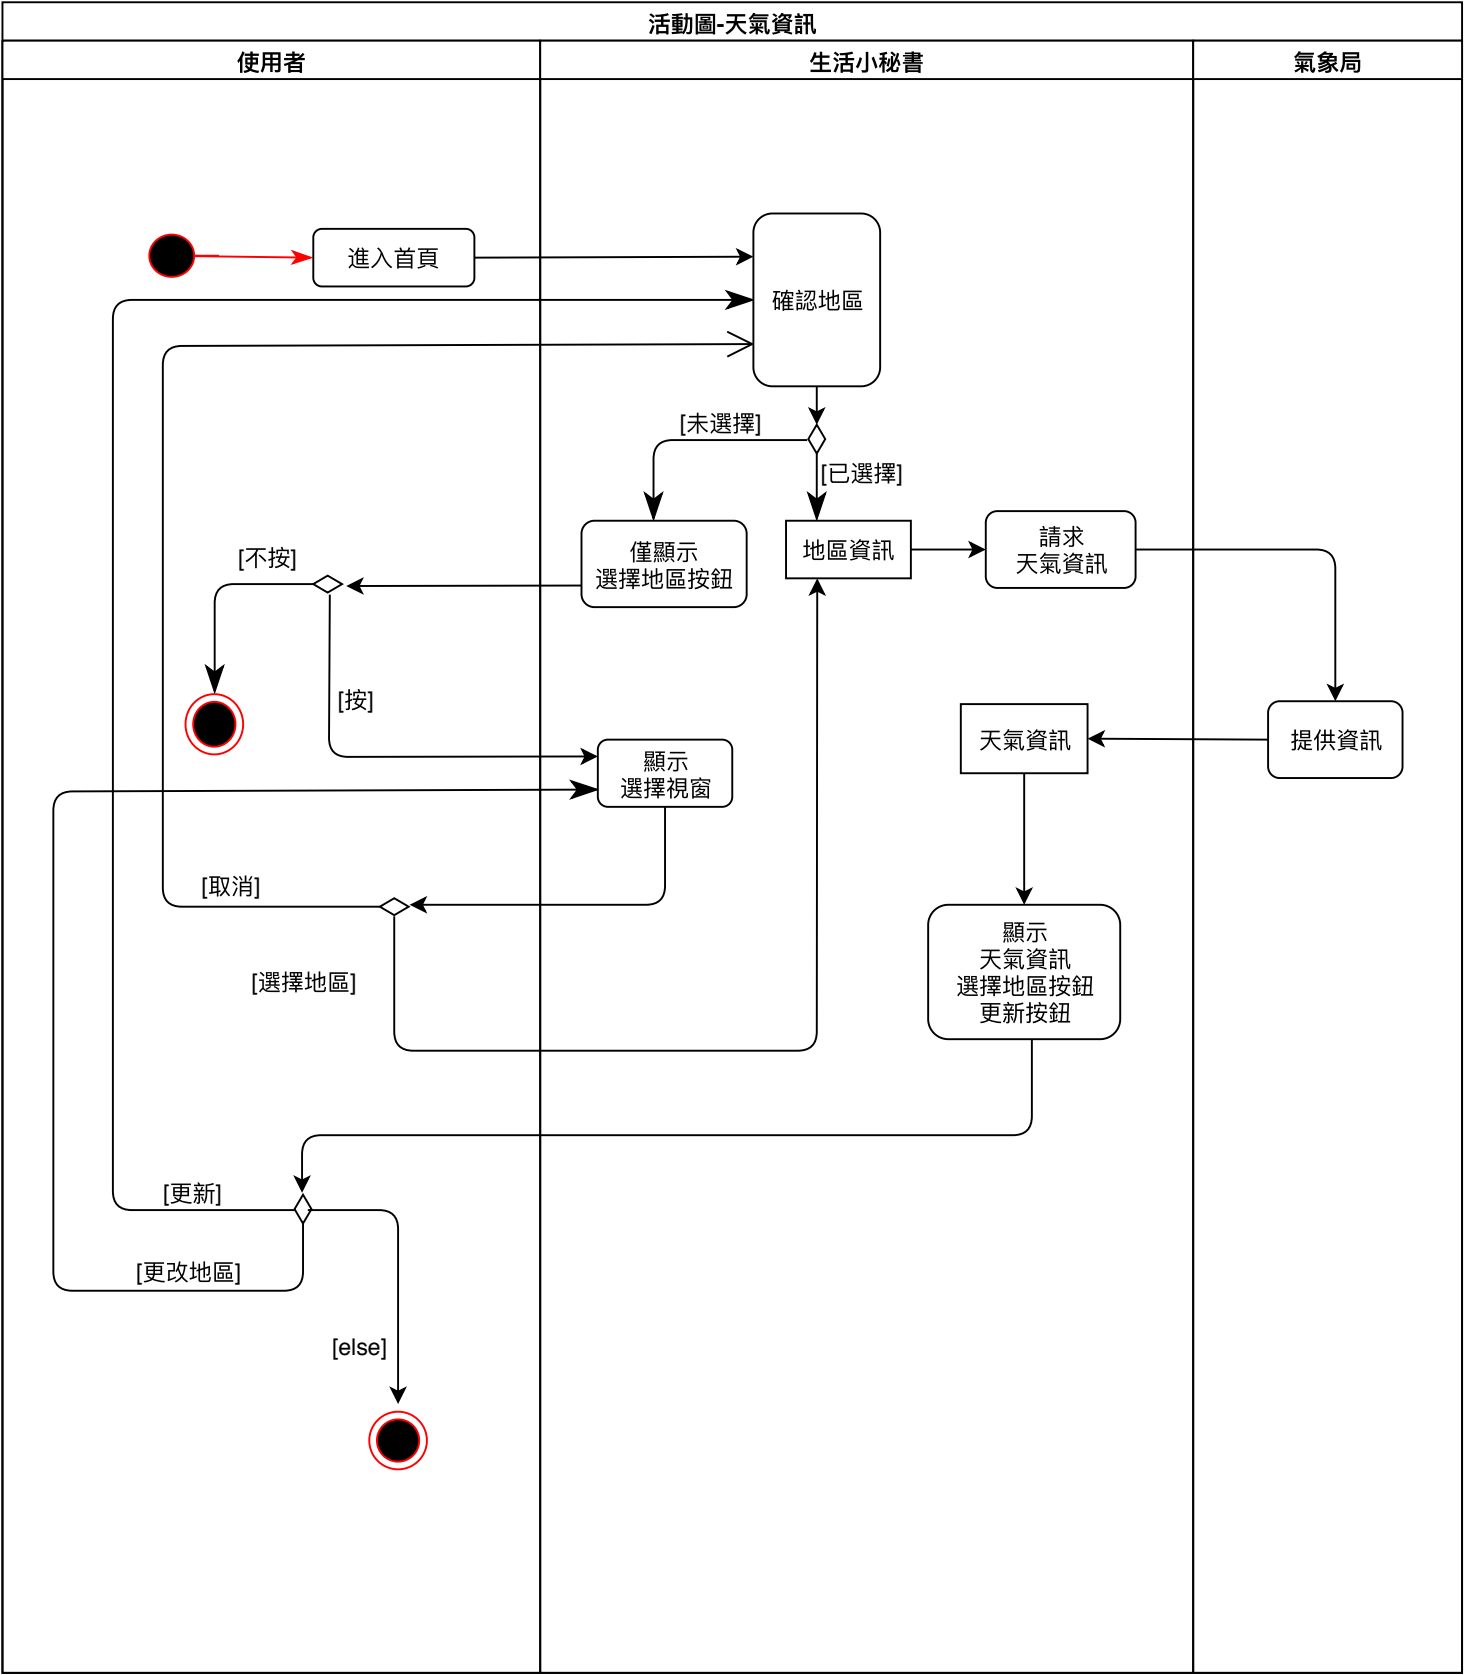 活動圖-天氣資訊
使用者
生活小秘書
氣象局
進入首頁
確認地區
[未選擇]
[已選擇]
僅顯示
選擇地區按鈕
地區資訊
請求
天氣資訊
[不按]
[按]
顯示
選擇視窗
天氣資訊
提供資訊
[取消]
顯示
天氣資訊
選擇地區按鈕
更新按鈕
[選擇地區]
[更新]
[更改地區]
[else]